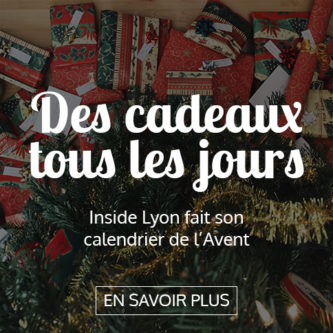 Des cadeaux
tous les jours
Inside Lyon fait son
calendrier de l’Avent
EN SAVOIR PLUS